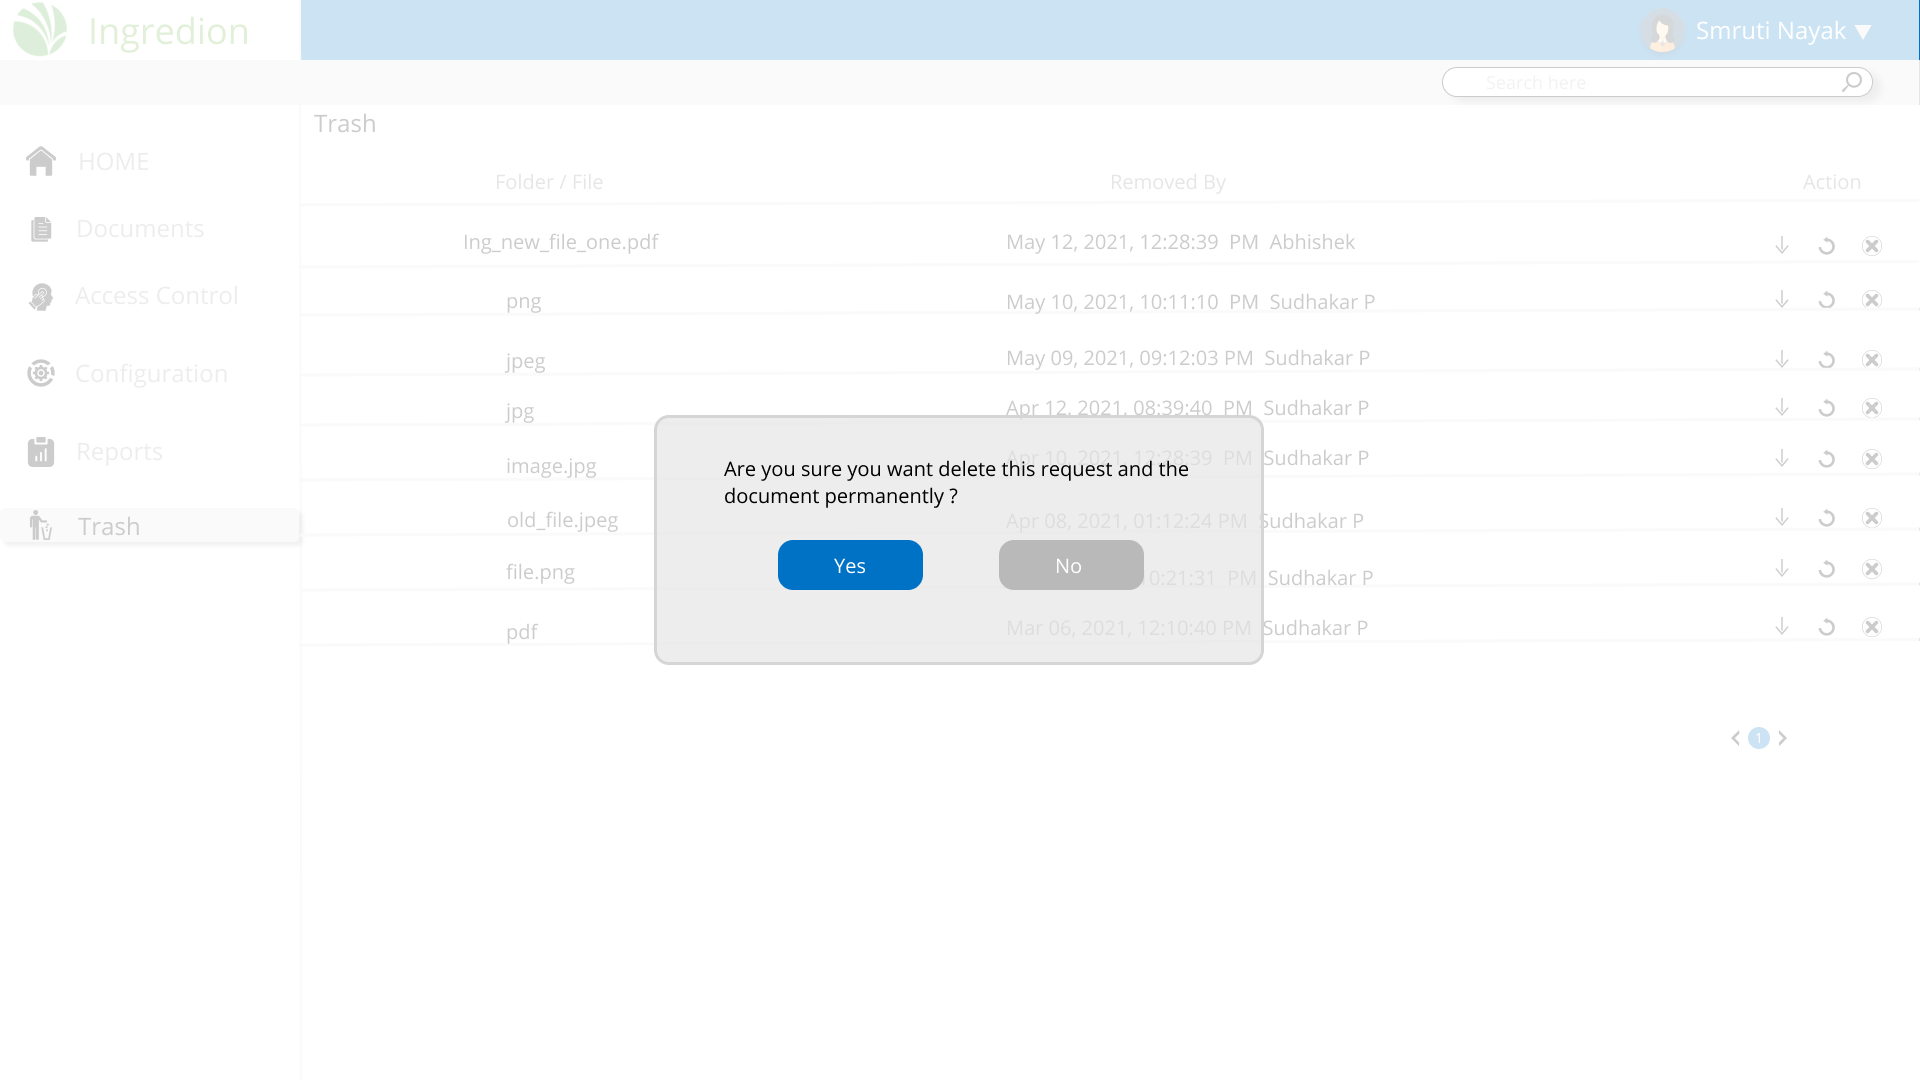 Ingredion
Smruti Nayak
Search here
Trash
HOME
Documents
Access Control
Configuration
Reports
Trash
Folder / File Removed By Action
Ing_new_file_one.pdf May 12, 2021, 12:28:39 PM Abhishek
png May 10, 2021, 10:11:10 PM Sudhakar P
jpeg May 09, 2021, 09:12:03 PM Sudhakar P
jpg Apr 12, 2021, 08:39:40 PM Sudhakar P
image.jpg Apr 10, 2021, 12:28:39 PM Sudhakar P
old_file.jpeg Apr 08, 2021, 01:12:24 PM Sudhakar P
file.png 0:21:31 PM Sudhakar P
pdf Mar 06, 2021, 12:10:40 PM Sudhakar P
Are you sure you want delete this request and the
document permanently ?
Yes No
1